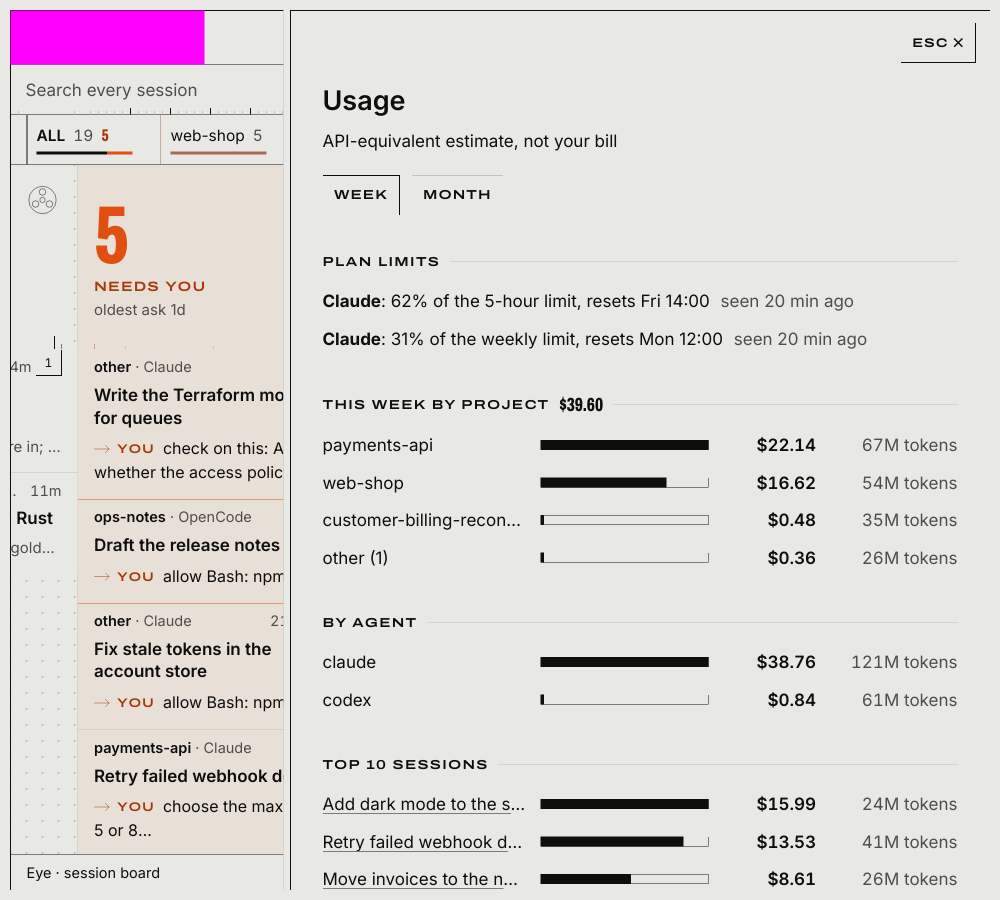 Search every session
ALL 19 5
web-shop 5
5
NEEDS YOU
oldest ask 1d
4m 1
re in; ...
. 11m
Rust
gold...
other · Claude
Write the Terraform mo
for queues
→ YOU check on this: A
whether the access polic
ops-notes · OpenCode
Draft the release notes
→ YOU allow Bash: npm
other · Claude 21
Fix stale tokens in the
account store
→ YOU allow Bash: npm
payments-api · Claude
Retry failed webhook d
→ YOU choose the max
5 or 8...
Eye · session board
ESC ×
Usage
API-equivalent estimate, not your bill
WEEK MONTH
PLAN LIMITS
Claude: 62% of the 5-hour limit, resets Fri 14:00 seen 20 min ago
Claude: 31% of the weekly limit, resets Mon 12:00 seen 20 min ago
THIS WEEK BY PROJECT $39.60
payments-api $22.14 67M tokens
web-shop $16.62 54M tokens
customer-billing-recon... $0.48 35M tokens
other (1) $0.36 26M tokens
BY AGENT
claude $38.76 121M tokens
codex $0.84 61M tokens
TOP 10 SESSIONS
Add dark mode to the s... $15.99 24M tokens
Retry failed webhook d... $13.53 41M tokens
Move invoices to the n... $8.61 26M tokens